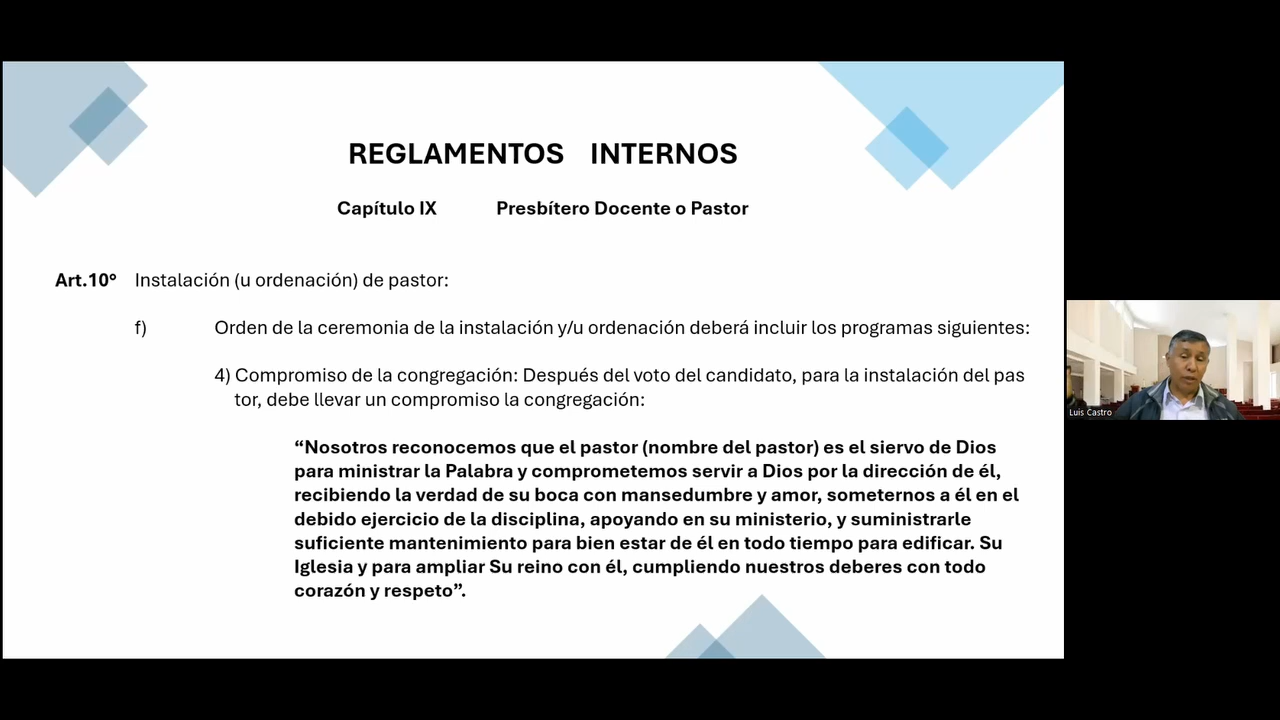 REGLAMENTOS INTERNOS
Capítulo IX Presbítero Docente o Pastor
Art.10° Instalación (u ordenación) de pastor:
f) Orden de la ceremonia de la instalación y/u ordenación deberá incluir los programas siguientes:
4) Compromiso de la congregación: Después del voto del candidato, para la instalación del pas
tor, debe llevar un compromiso la congregación:
“Nosotros reconocemos que el pastor (nombre del pastor) es el siervo de Dios
para ministrar la Palabra y comprometemos servir a Dios por la dirección de él,
recibiendo la verdad de su boca con mansedumbre y amor, someternos a él en el
debido ejercicio de la disciplina, apoyando en su ministerio, y suministrarle
suficiente mantenimiento para bien estar de él en todo tiempo para edificar. Su
Iglesia y para ampliar Su reino con él, cumpliendo nuestros deberes con todo
corazón y respeto”.
Luis Castro